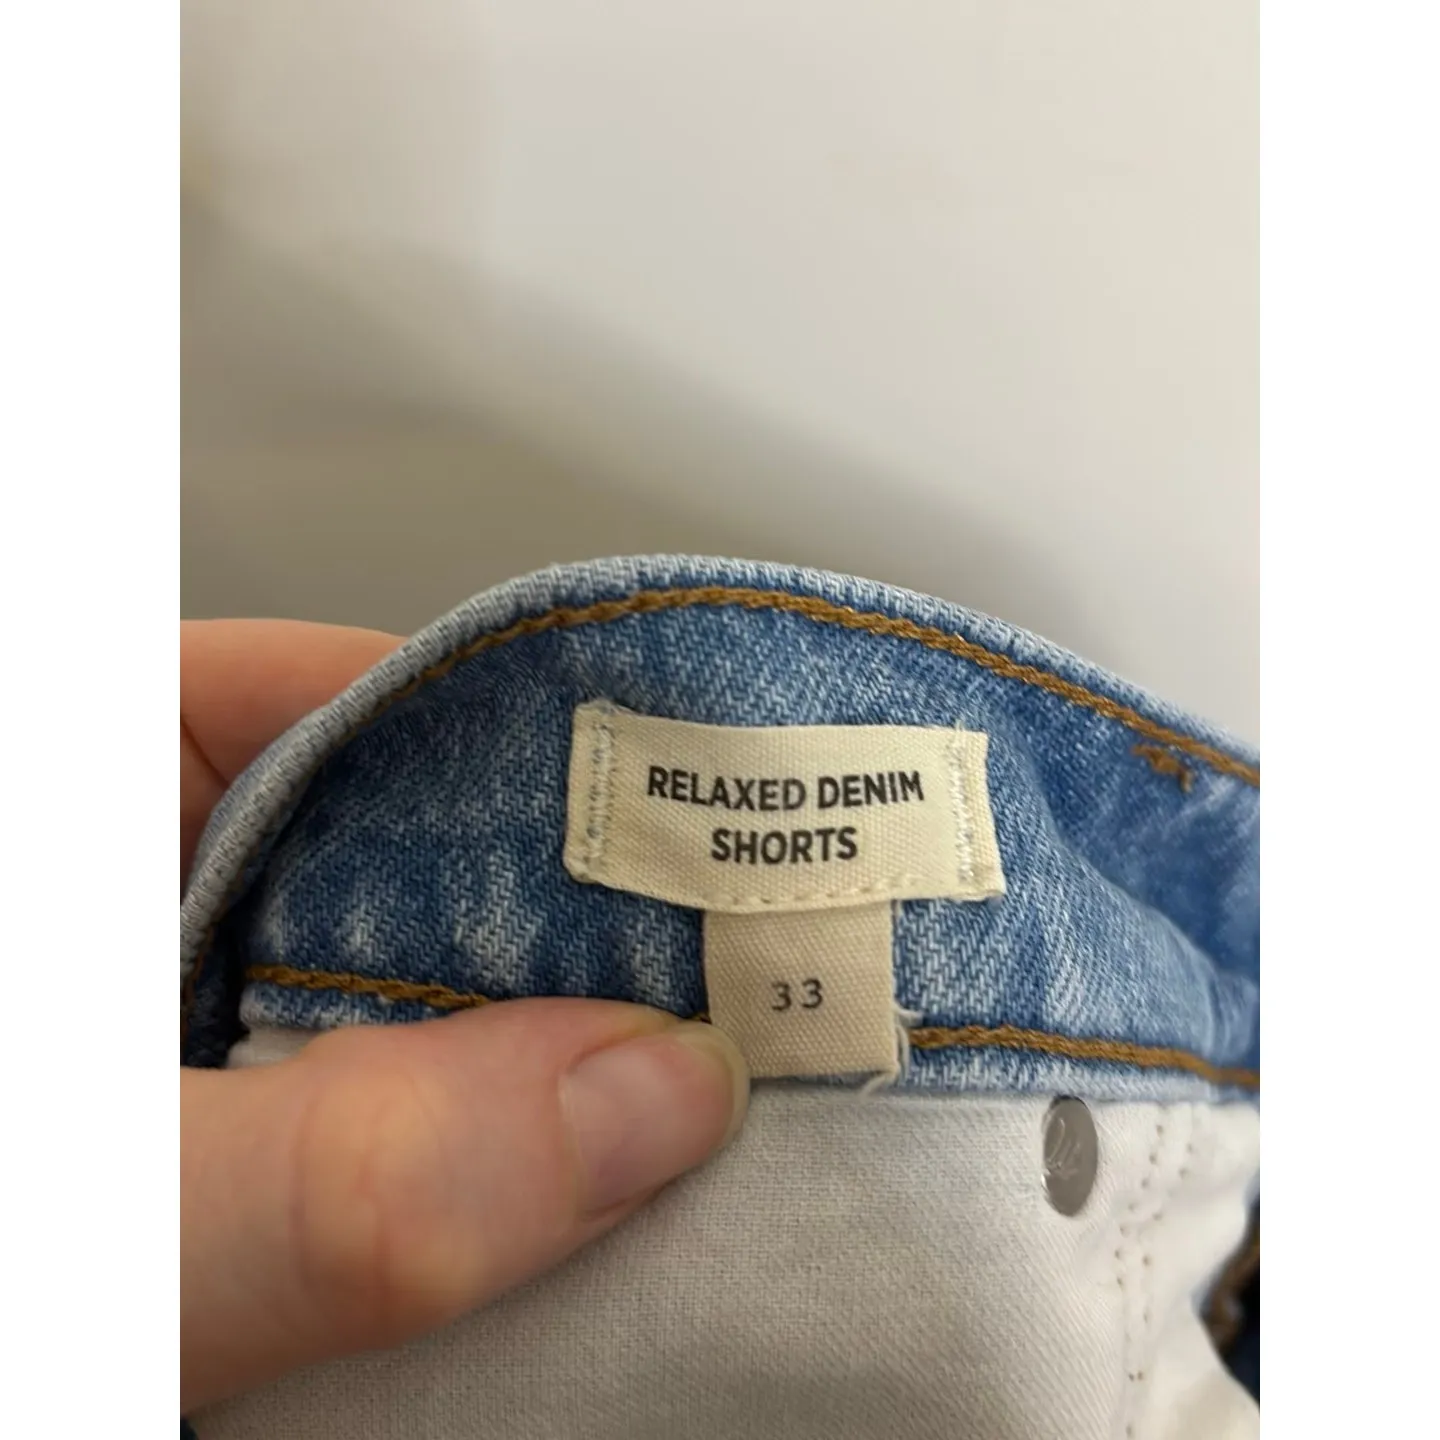 RELAXED DENIM
SHORTS
33